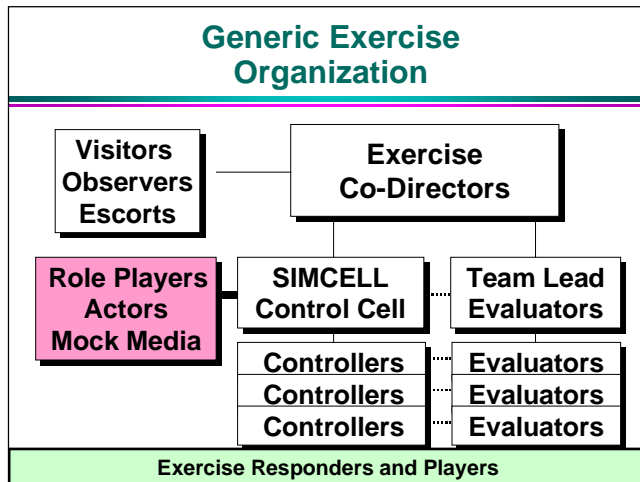 Generic Exercise
Organization
Visitors
Observers
Escorts
Exercise
Co-Directors
Role Players
Actors
Mock Media
SIMCELL
Control Cell
Team Lead
Evaluators
Controllers
Controllers
Controllers
Evaluators
Evaluators
Evaluators
Exercise Responders and Players